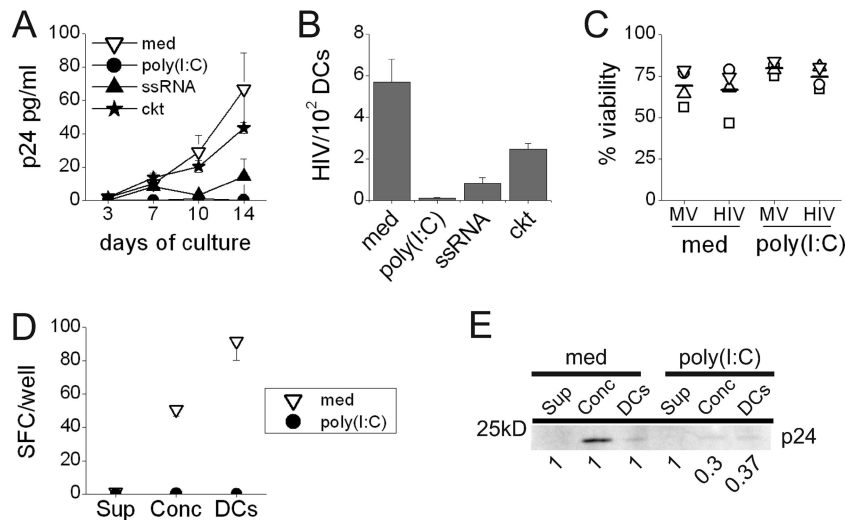 A
p24 pg/ml
100
80
60
40
20
0
3 7 10 14
days of culture
med
poly(I:C)
ssRNA
ckt
B
HIV/10² DCs
8
6
4
2
0
med
poly(I:C)
ssRNA
ckt
C
% viability
100
75
50
25
0
MV HIV MV HIV
med poly(I:C)
D
SFC/well
100
80
60
40
20
0
Sup Conc DCs
med
poly(I:C)
E
med poly(I:C)
Sup Conc DCs Sup Conc DCs
25kD
p24
1 1 1 1 0.3 0.37